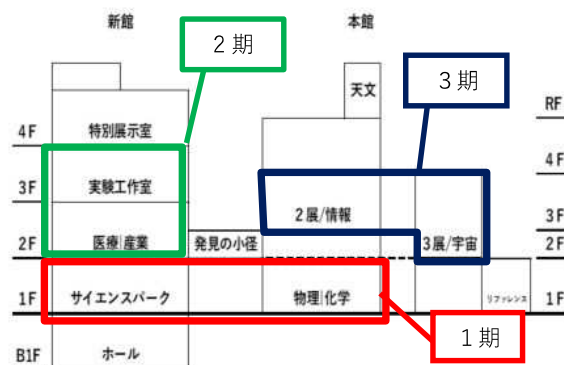 新館
本館
2期
3期
天文
RF
4F
特別展示室
4F
3F
実験工作室
2展/情報
3F
2F
医療|産業
発見の小径
3展/宇宙
2F
1F
サイエンスパーク
物理|化学
リファレンス
1F
1期
B1F
ホール